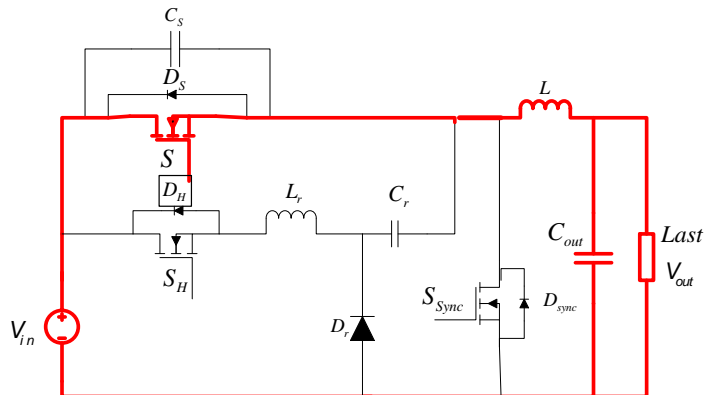 C_S
D_S
L
S
D_H
L_r
C_r
C_out
Last
V_out
S_H
S_Sync
D_sync
D_r
V_in